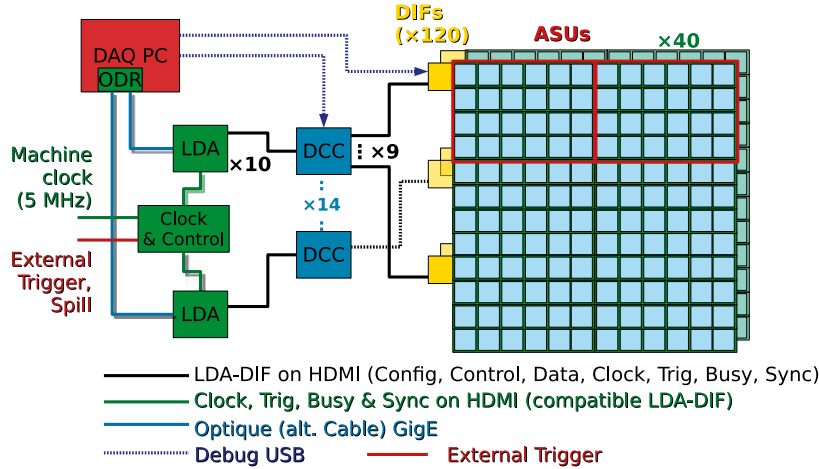 DIFs
(×120)
ASUs
×40
DAQ PC
ODR
LDA
×10
DCC
×9
Machine
clock
(5 MHz)
×14
Clock
& Control
DCC
External
Trigger,
Spill
LDA
LDA-DIF on HDMI (Config, Control, Data, Clock, Trig, Busy, Sync)
Clock, Trig, Busy & Sync on HDMI (compatible LDA-DIF)
Optique (alt. Cable) GigE
Debug USB
External Trigger